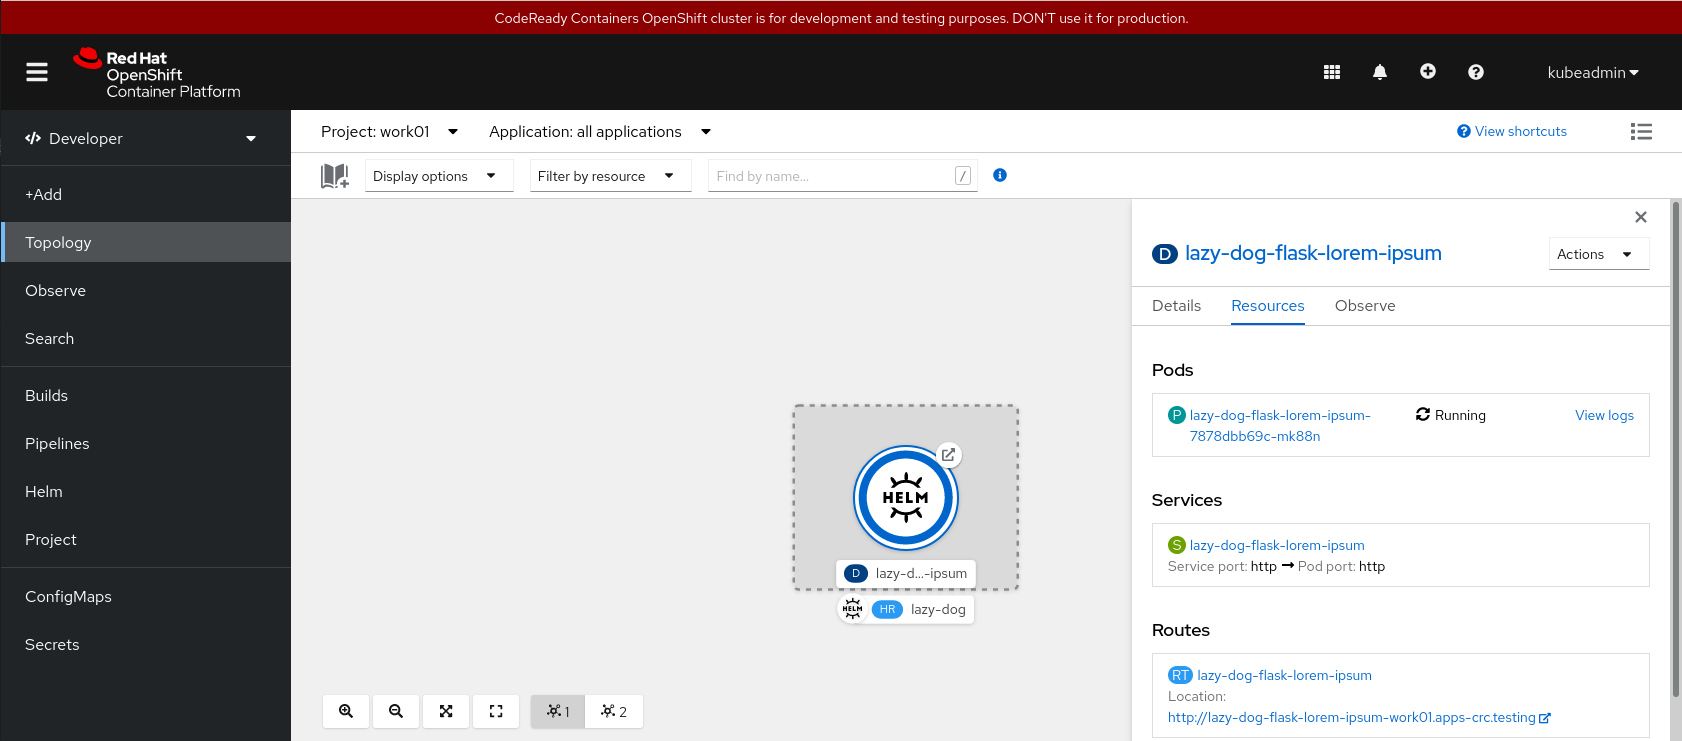 CodeReady Containers OpenShift cluster is for development and testing purposes. DON'T use it for production.
Red Hat
OpenShift
Container Platform
kubeadmin
Developer
+Add
Topology
Observe
Search
Builds
Pipelines
Helm
Project
ConfigMaps
Secrets
Project: work01
Application: all applications
View shortcuts
Display options
Filter by resource
Find by name...
/
HELM
D lazy-d...-ipsum
HELM HR lazy-dog
1
2
D lazy-dog-flask-lorem-ipsum
Actions
Details
Resources
Observe
Pods
P lazy-dog-flask-lorem-ipsum-
7878dbb69c-mk88n
Running
View logs
Services
S lazy-dog-flask-lorem-ipsum
Service port: http → Pod port: http
Routes
RT lazy-dog-flask-lorem-ipsum
Location:
http://lazy-dog-flask-lorem-ipsum-work01.apps-crc.testing